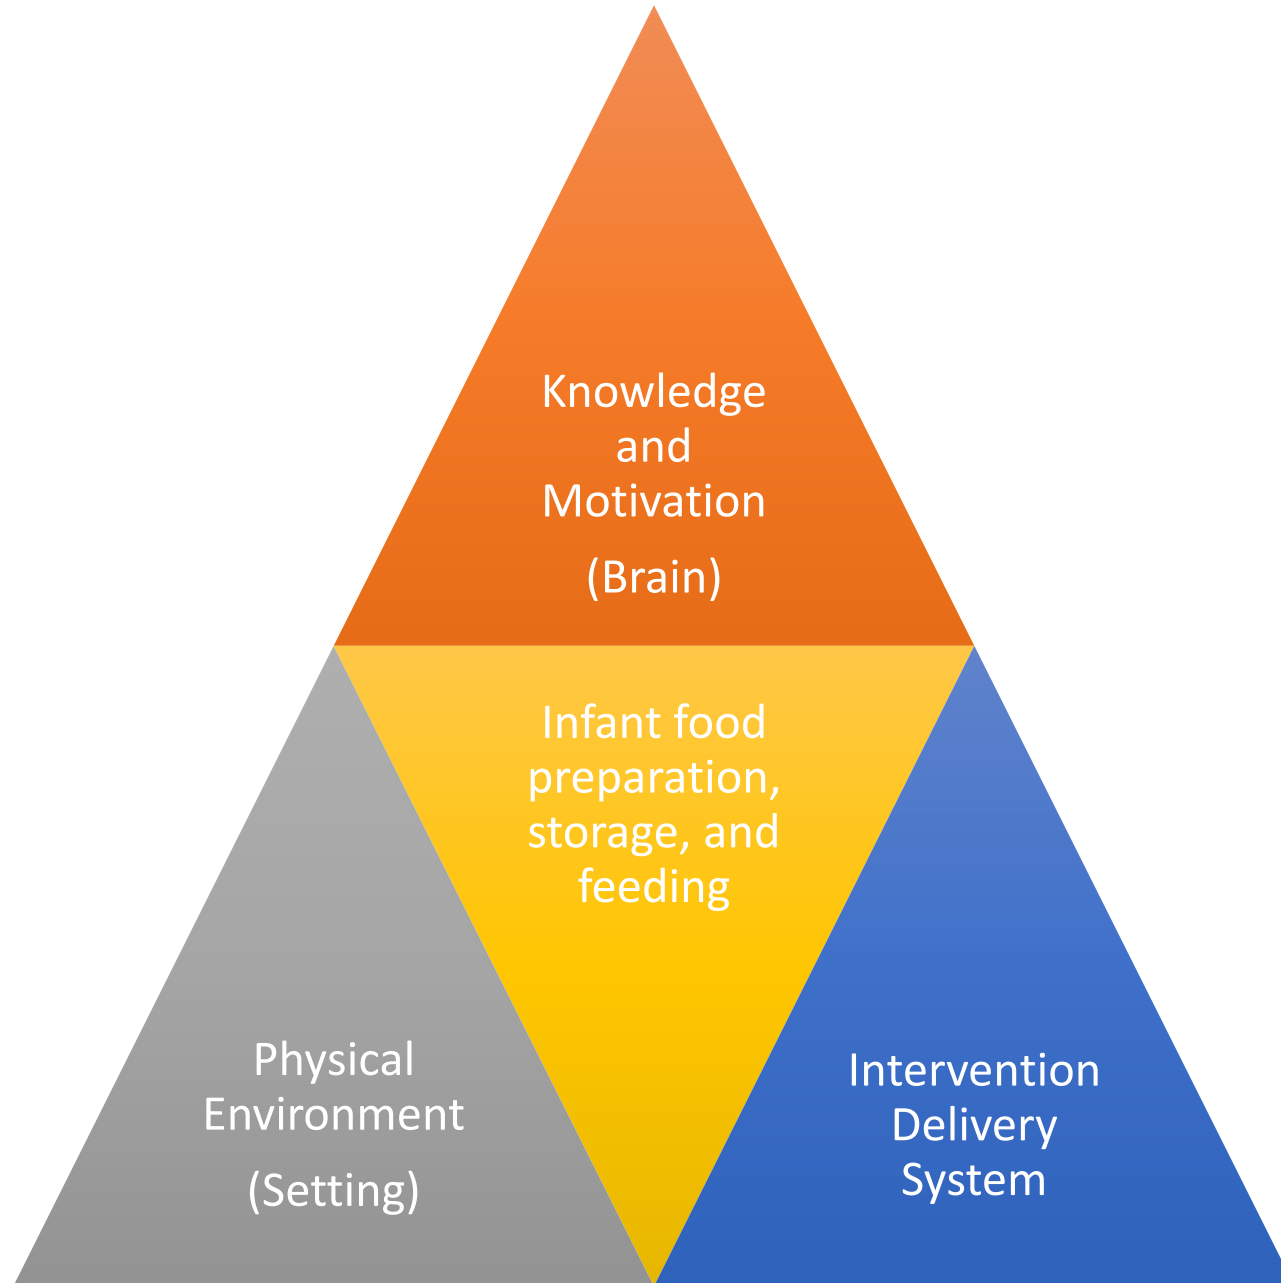 Knowledge
and
Motivation
(Brain)
Infant food
preparation,
storage, and
feeding
Physical
Environment
(Setting)
Intervention
Delivery
System